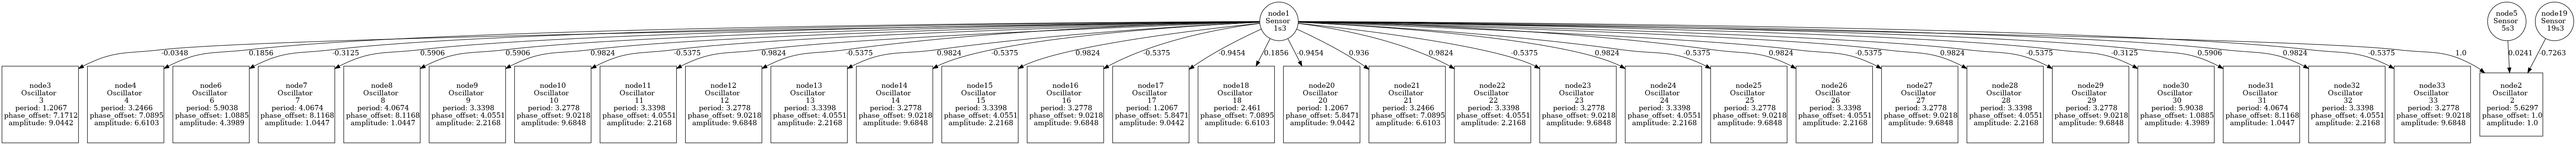 node1
Sensor
1s3
node5
Sensor
5s3
node19
Sensor
19s3
-0.0348
0.1856
-0.3125
0.5906
0.5906
0.9824
-0.5375
0.9824
-0.5375
0.9824
-0.5375
0.9824
-0.5375
-0.9454
0.1856
0.9454
0.936
0.9824
-0.5375
0.9824
-0.5375
0.9824
-0.5375
0.9824
-0.5375
-0.3125
0.5906
0.9824
-0.5375
1.0
0.0241
-0.7263
node3
Oscillator
3
period: 1.2067
phase_offset: 7.1712
amplitude: 9.0442
node4
Oscillator
4
period: 3.2466
phase_offset: 7.0895
amplitude: 6.6103
node6
Oscillator
6
period: 5.9038
phase_offset: 1.0885
amplitude: 4.3989
node7
Oscillator
7
period: 4.0674
phase_offset: 8.1168
amplitude: 1.0447
node8
Oscillator
8
period: 4.0674
phase_offset: 8.1168
amplitude: 1.0447
node9
Oscillator
9
period: 3.3398
phase_offset: 4.0551
amplitude: 2.2168
node10
Oscillator
10
period: 3.2778
phase_offset: 9.0218
amplitude: 9.6848
node11
Oscillator
11
period: 3.3398
phase_offset: 4.0551
amplitude: 2.2168
node12
Oscillator
12
period: 3.2778
phase_offset: 9.0218
amplitude: 9.6848
node13
Oscillator
13
period: 3.3398
phase_offset: 4.0551
amplitude: 2.2168
node14
Oscillator
14
period: 3.2778
phase_offset: 9.0218
amplitude: 9.6848
node15
Oscillator
15
period: 3.3398
phase_offset: 4.0551
amplitude: 2.2168
node16
Oscillator
16
period: 3.2778
phase_offset: 9.0218
amplitude: 9.6848
node17
Oscillator
17
period: 1.2067
phase_offset: 5.8471
amplitude: 9.0442
node18
Oscillator
18
period: 2.461
phase_offset: 7.0895
amplitude: 6.6103
node20
Oscillator
20
period: 1.2067
phase_offset: 5.8471
amplitude: 9.0442
node21
Oscillator
21
period: 3.2466
phase_offset: 7.0895
amplitude: 6.6103
node22
Oscillator
22
period: 3.3398
phase_offset: 4.0551
amplitude: 2.2168
node23
Oscillator
23
period: 3.2778
phase_offset: 9.0218
amplitude: 9.6848
node24
Oscillator
24
period: 3.3398
phase_offset: 4.0551
amplitude: 2.2168
node25
Oscillator
25
period: 3.2778
phase_offset: 9.0218
amplitude: 9.6848
node26
Oscillator
26
period: 3.3398
phase_offset: 4.0551
amplitude: 2.2168
node27
Oscillator
27
period: 3.2778
phase_offset: 9.0218
amplitude: 9.6848
node28
Oscillator
28
period: 3.3398
phase_offset: 4.0551
amplitude: 2.2168
node29
Oscillator
29
period: 3.2778
phase_offset: 9.0218
amplitude: 9.6848
node30
Oscillator
30
period: 5.9038
phase_offset: 1.0885
amplitude: 4.3989
node31
Oscillator
31
period: 4.0674
phase_offset: 8.1168
amplitude: 1.0447
node32
Oscillator
32
period: 3.3398
phase_offset: 4.0551
amplitude: 2.2168
node33
Oscillator
33
period: 3.2778
phase_offset: 9.0218
amplitude: 9.6848
node2
Oscillator
2
period: 5.6297
phase_offset: 1.0
amplitude: 1.0